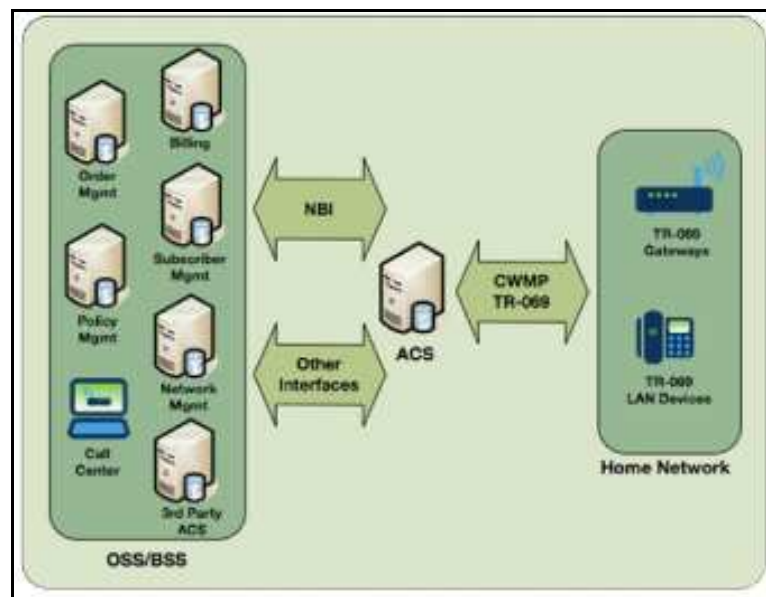 Billing
Order
Mgmt
Subscriber
Mgmt
Policy
Mgmt
Network
Mgmt
Call
Center
3rd Party
ACS
OSS/BSS
NBI
Other
Interfaces
ACS
CWMP
TR-069
TR-069
Gateways
TR-069
LAN Devices
Home Network